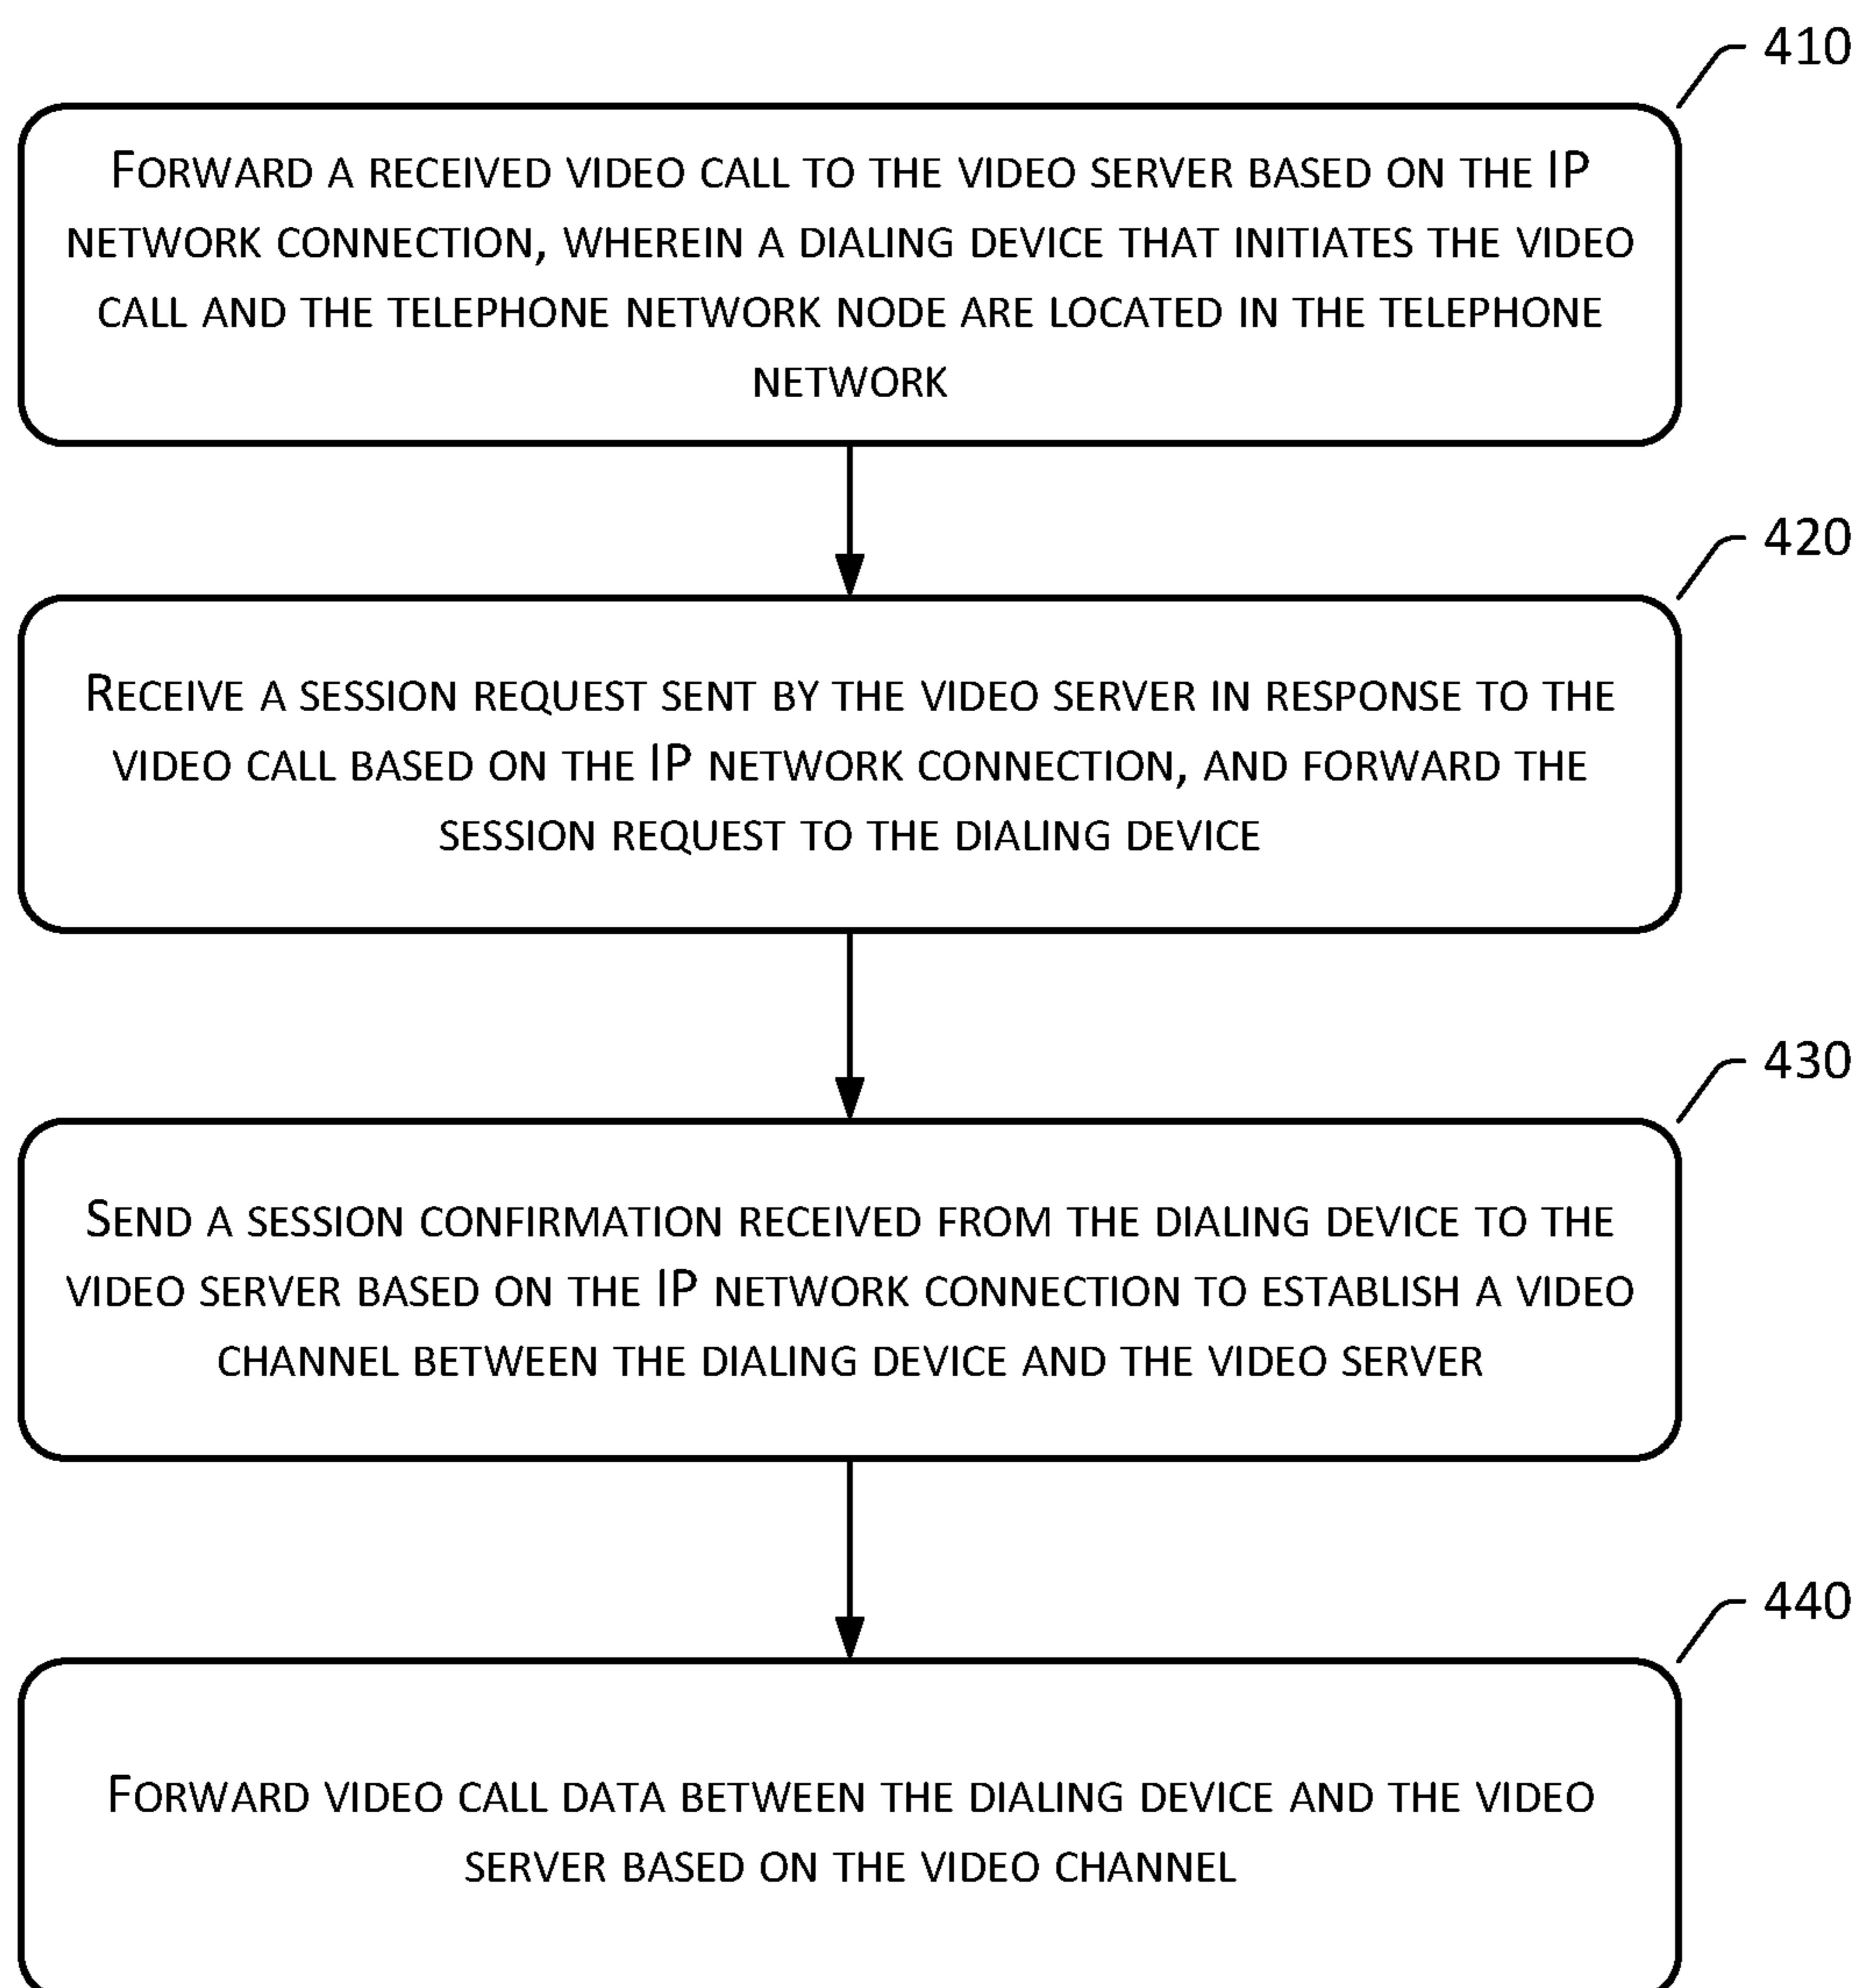 410
FORWARD A RECEIVED VIDEO CALL TO THE VIDEO SERVER BASED ON THE IP
NETWORK CONNECTION, WHEREIN A DIALING DEVICE THAT INITIATES THE VIDEO
CALL AND THE TELEPHONE NETWORK NODE ARE LOCATED IN THE TELEPHONE
NETWORK
420
RECEIVE A SESSION REQUEST SENT BY THE VIDEO SERVER IN RESPONSE TO THE
VIDEO CALL BASED ON THE IP NETWORK CONNECTION, AND FORWARD THE
SESSION REQUEST TO THE DIALING DEVICE
430
SEND A SESSION CONFIRMATION RECEIVED FROM THE DIALING DEVICE TO THE
VIDEO SERVER BASED ON THE IP NETWORK CONNECTION TO ESTABLISH A VIDEO
CHANNEL BETWEEN THE DIALING DEVICE AND THE VIDEO SERVER
440
FORWARD VIDEO CALL DATA BETWEEN THE DIALING DEVICE AND THE VIDEO
SERVER BASED ON THE VIDEO CHANNEL